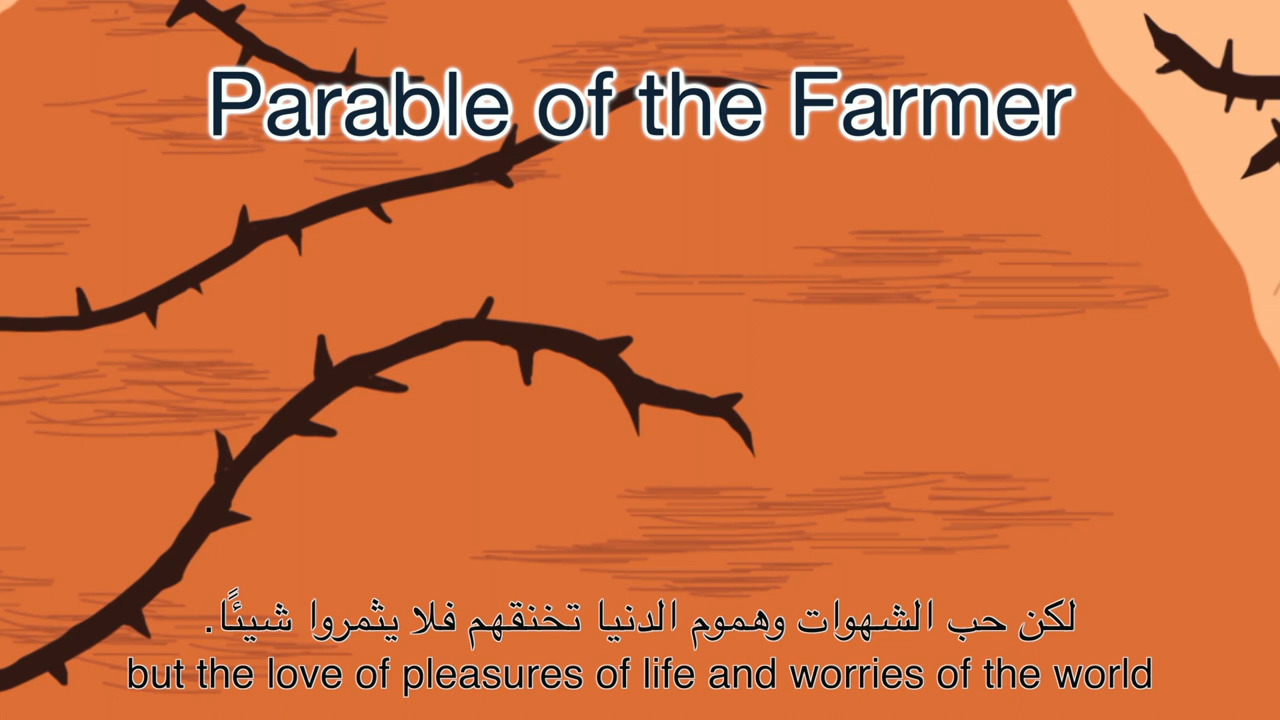 Parable of the Farmer
لكن حب الشهوات وهموم الدنيا تخنقهم فلا يثمروا شيئًا.
but the love of pleasures of life and worries of the world